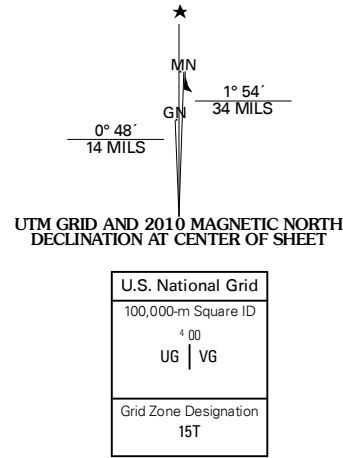 ★
MN
1° 54´
34 MILS
GN
0° 48´
14 MILS
UTM GRID AND 2010 MAGNETIC NORTH
DECLINATION AT CENTER OF SHEET
U.S. National Grid
100,000-m Square ID
4 00
UG | VG
Grid Zone Designation
15T